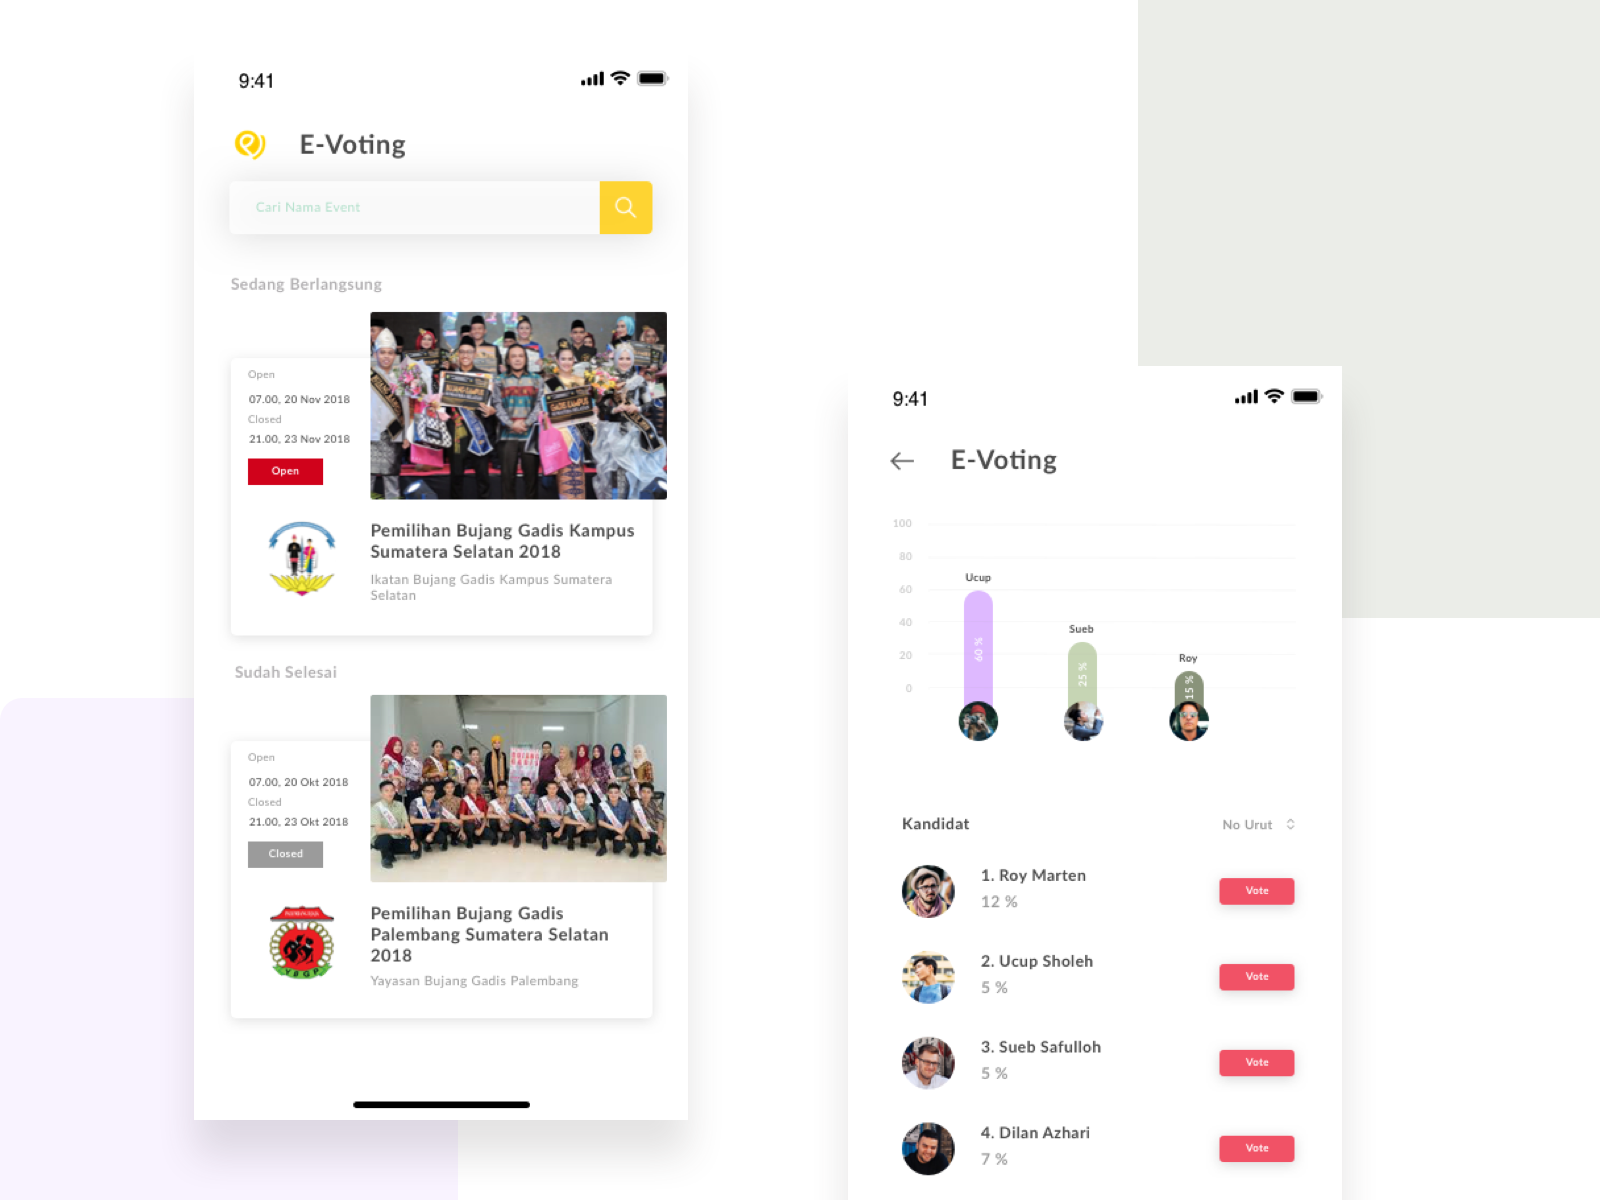 9:41
E-Voting
Cari Nama Event
Sedang Berlangsung
Open
07.00, 20 Nov 2018
Closed
21.00, 23 Nov 2018
Open
Pemilihan Bujang Gadis Kampus
Sumatera Selatan 2018
Ikatan Bujang Gadis Kampus Sumatera
Selatan
Sudah Selesai
Open
07.00, 20 Okt 2018
Closed
21.00, 23 Okt 2018
Closed
Y B G P
Pemilihan Bujang Gadis
Palembang Sumatera Selatan
2018
Yayasan Bujang Gadis Palembang
9:41
E-Voting
100
80
60
40
20
0
Ucup
60 %
Sueb
25 %
Roy
15 %
Kandidat
No Urut
1. Roy Marten
12 %
Vote
2. Ucup Sholeh
5 %
Vote
3. Sueb Safulloh
5 %
Vote
4. Dilan Azhari
7 %
Vote